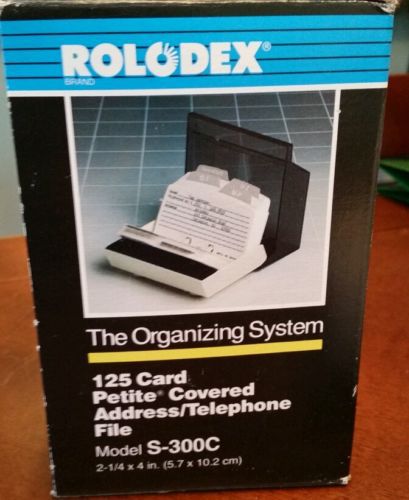 ROLODEX®
BRAND
The Organizing System
125 Card
Petite® Covered
Address/Telephone
File
Model S-300C
2-1/4 x 4 in. (5.7 x 10.2 cm)